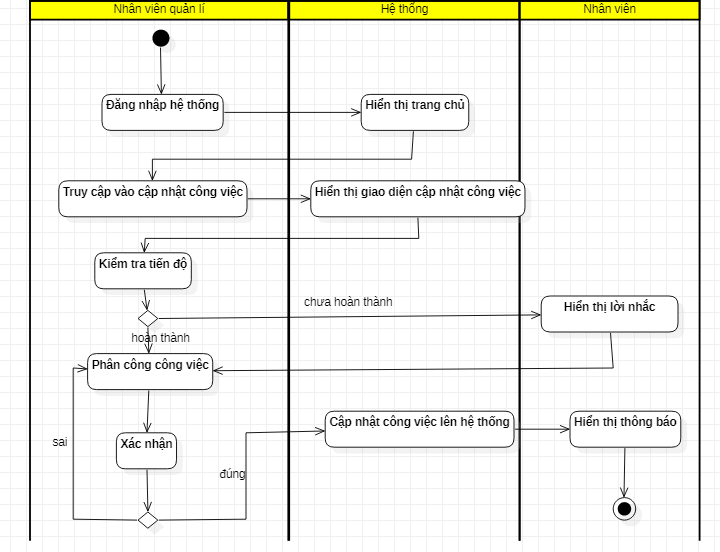 Nhân viên quản lí
Hệ thống
Nhân viên
Đăng nhập hệ thống
Hiển thị trang chủ
Truy cập vào cập nhật công việc
Hiển thị giao diện cập nhật công việc
Kiểm tra tiến độ
chưa hoàn thành
Hiển thị lời nhắc
hoàn thành
Phân công công việc
Cập nhật công việc lên hệ thống
Hiển thị thông báo
Xác nhận
sai
đúng